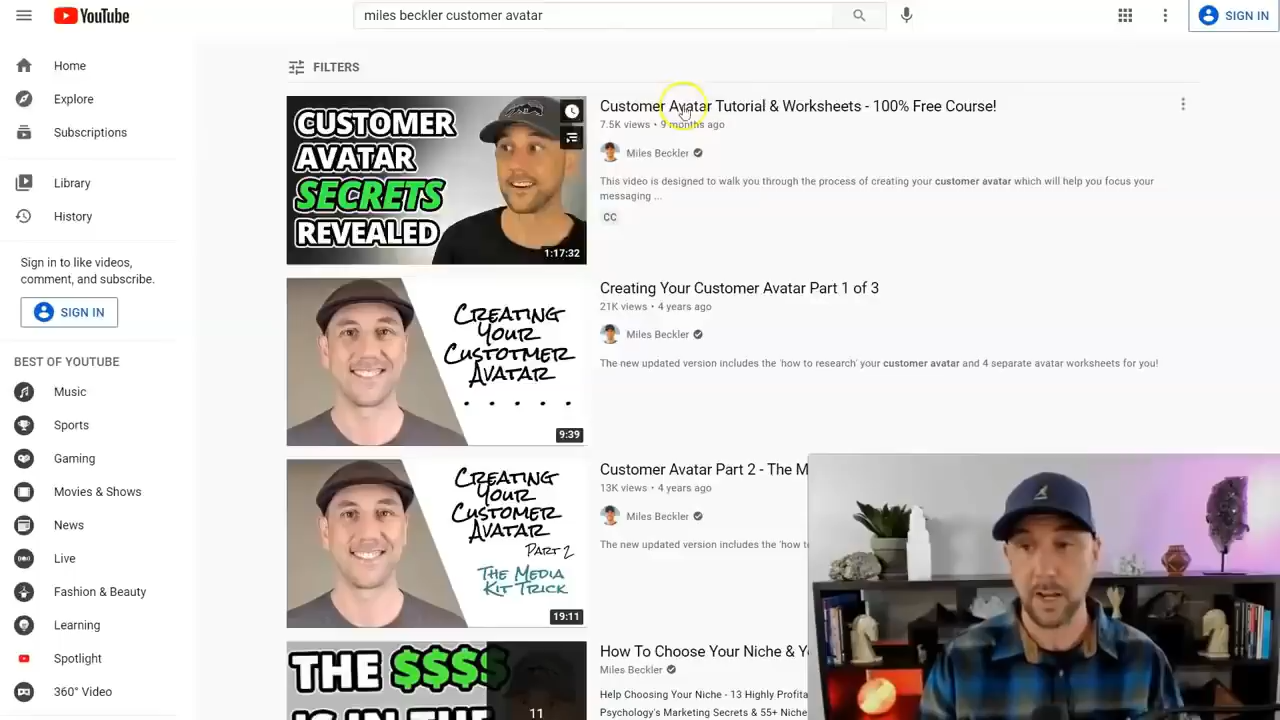 YouTube
miles beckler customer avatar
SIGN IN
Home
Explore
Subscriptions
Library
History
Sign in to like videos,
comment, and subscribe.
SIGN IN
BEST OF YOUTUBE
Music
Sports
Gaming
Movies & Shows
News
Live
Fashion & Beauty
Learning
Spotlight
360° Video
FILTERS
CUSTOMER
AVATAR
SECRETS
REVEALED
1:17:32
Customer Avatar Tutorial & Worksheets - 100% Free Course!
7.5K views • 9 months ago
Miles Beckler
This video is designed to walk you through the process of creating your customer avatar which will help you focus your
messaging ...
CC
CREATING
YOUR
CUSTOTMER
AVATAR
. . . . .
9:39
Creating Your Customer Avatar Part 1 of 3
21K views • 4 years ago
Miles Beckler
The new updated version includes the 'how to research' your customer avatar and 4 separate avatar worksheets for you!
CREATING
YOUR
CUSTOMER
AVATAR
PART 2
THE MEDIA
KIT TRICK
19:11
Customer Avatar Part 2 - The M
13K views • 4 years ago
Miles Beckler
The new updated version includes the 'how to
THE $$$$
IS IN THE
11
How To Choose Your Niche & Y
Miles Beckler
Help Choosing Your Niche - 13 Highly Profita
Psychology's Marketing Secrets & 55+ Niche